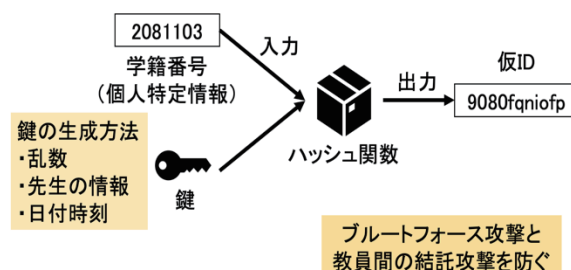 2081103
学籍番号
(個人特定情報)
入力
鍵の生成方法
・乱数
・先生の情報
・日付時刻
鍵
ハッシュ関数
出力
仮ID
9080fqniofp
ブルートフォース攻撃と
教員間の結託攻撃を防ぐ